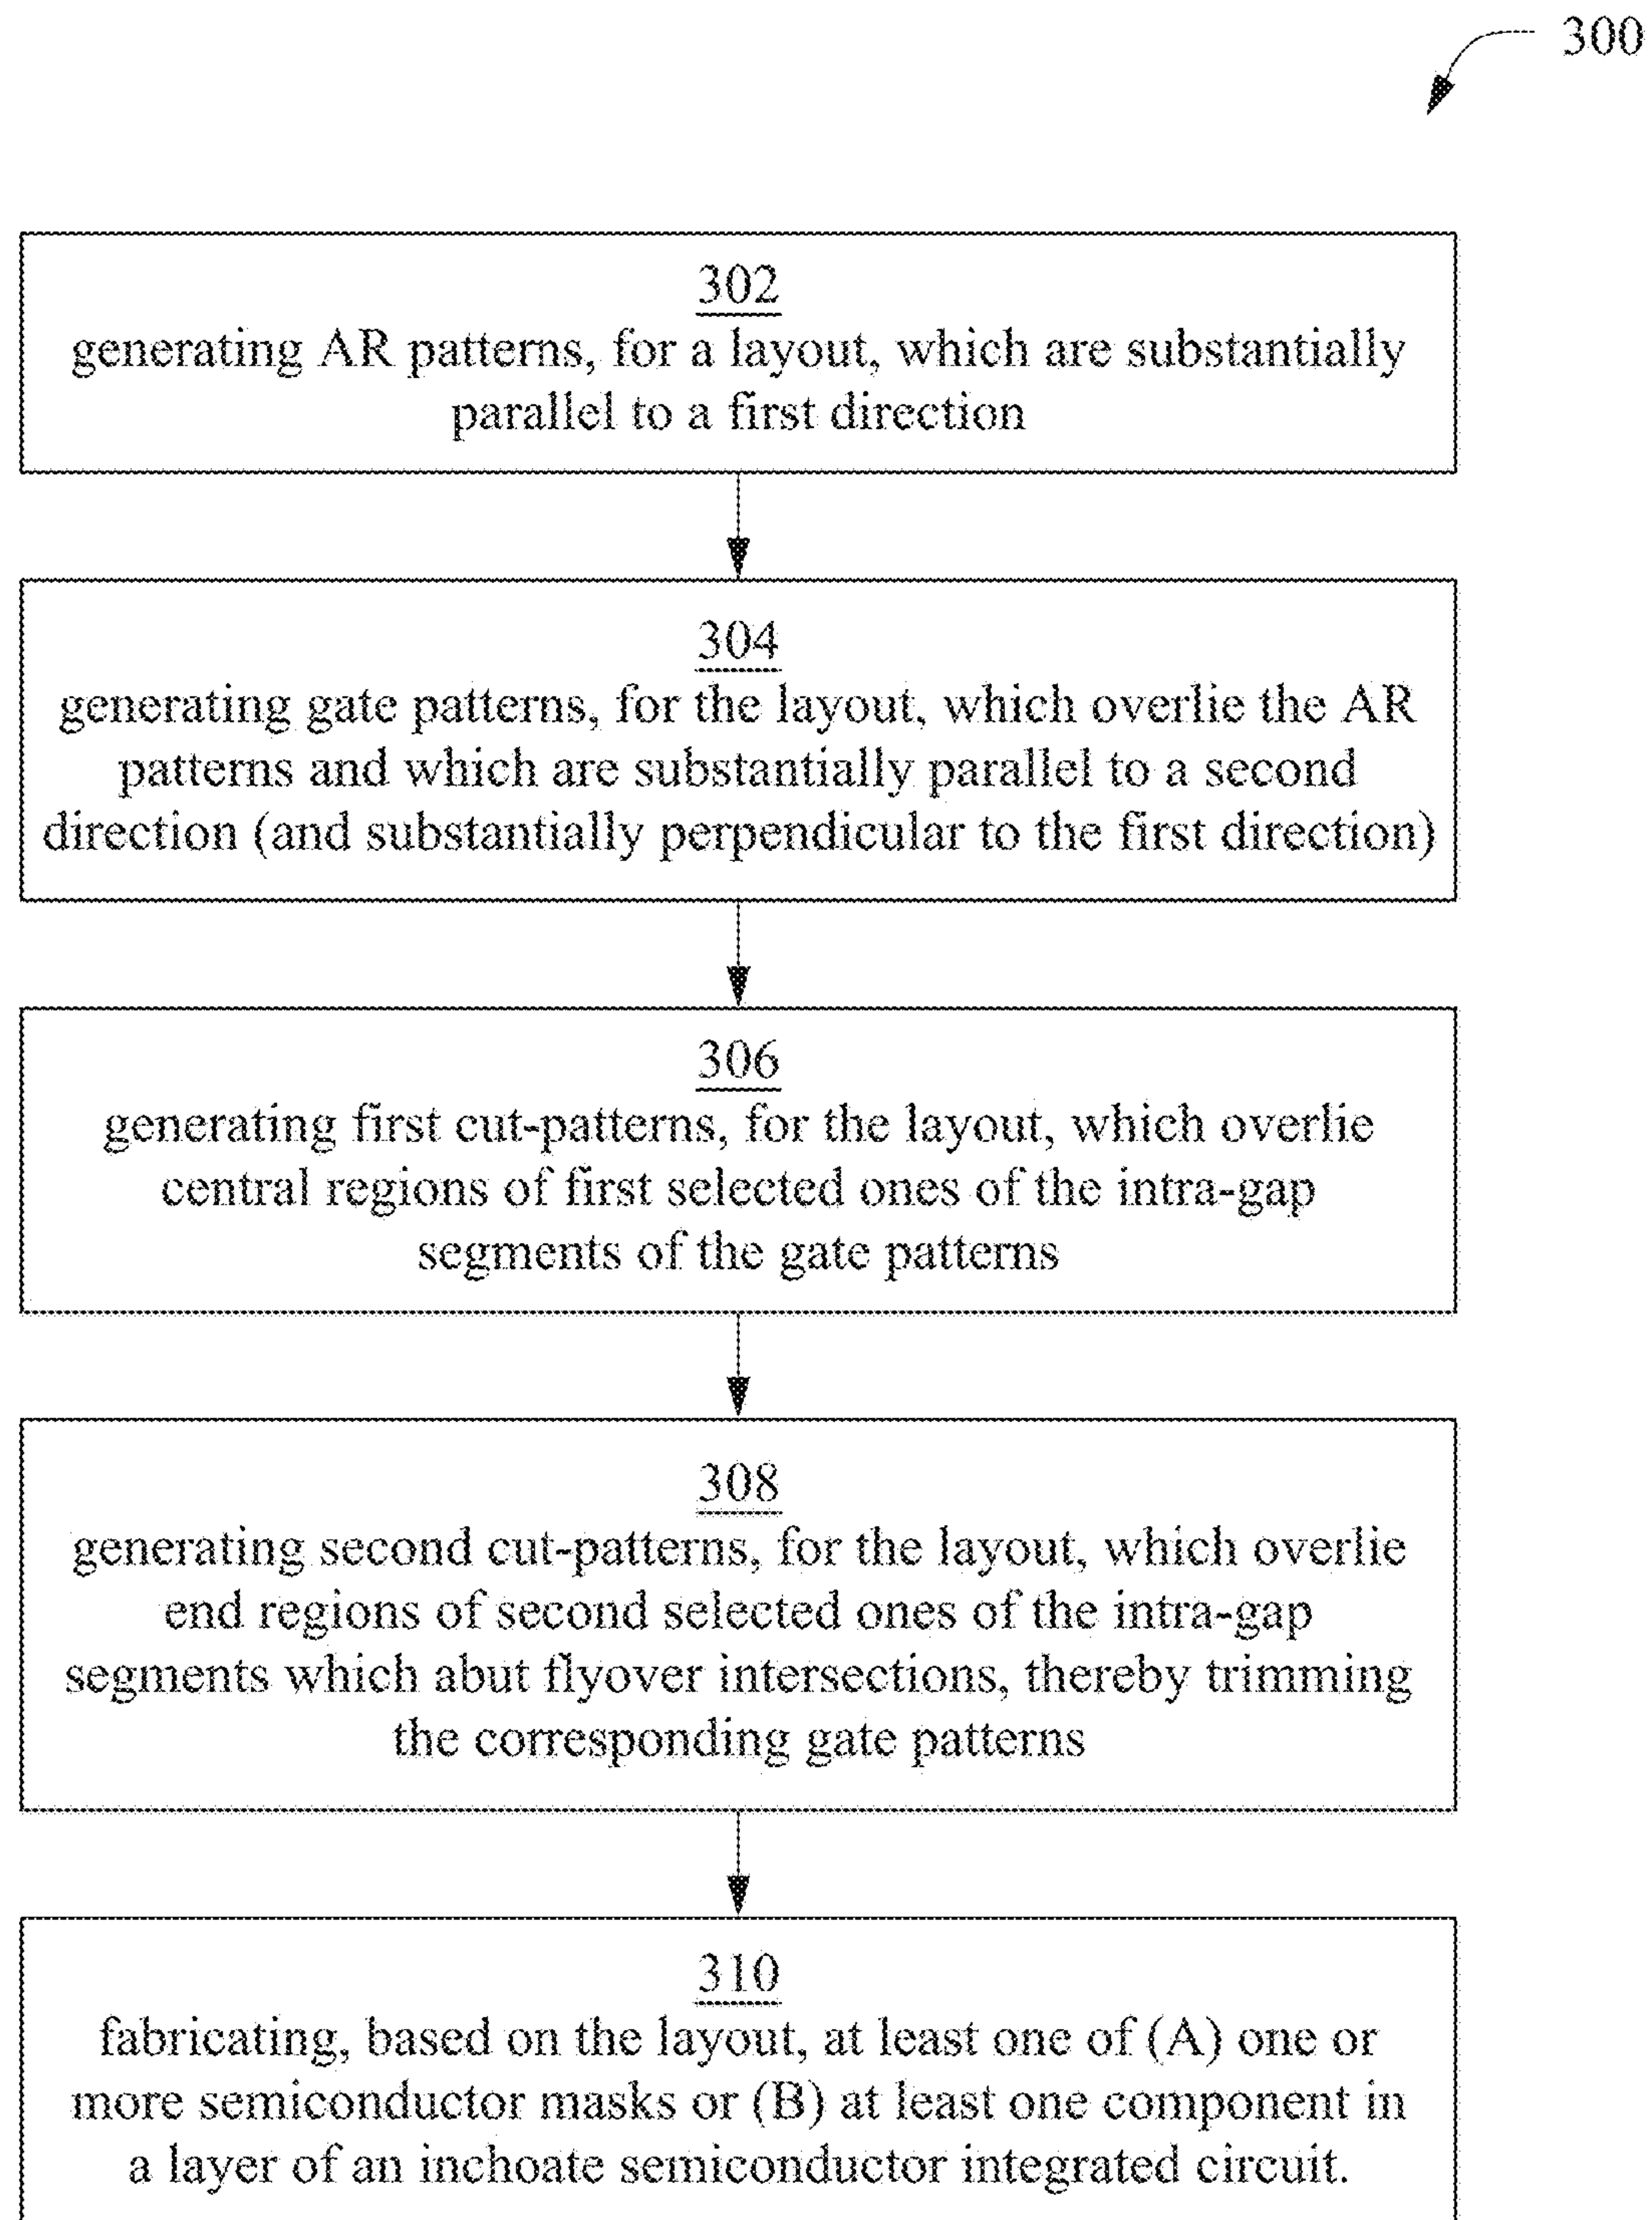 300
302
generating AR patterns, for a layout, which are substantially
parallel to a first direction
304
generating gate patterns, for the layout, which overlie the AR
patterns and which are substantially parallel to a second
direction (and substantially perpendicular to the first direction)
306
generating first cut-patterns, for the layout, which overlie
central regions of first selected ones of the intra-gap
segments of the gate patterns
308
generating second cut-patterns, for the layout, which overlie
end regions of second selected ones of the intra-gap
segments which abut flyover intersections, thereby trimming
the corresponding gate patterns
310
fabricating, based on the layout, at least one of (A) one or
more semiconductor masks or (B) at least one component in
a layer of an inchoate semiconductor integrated circuit.